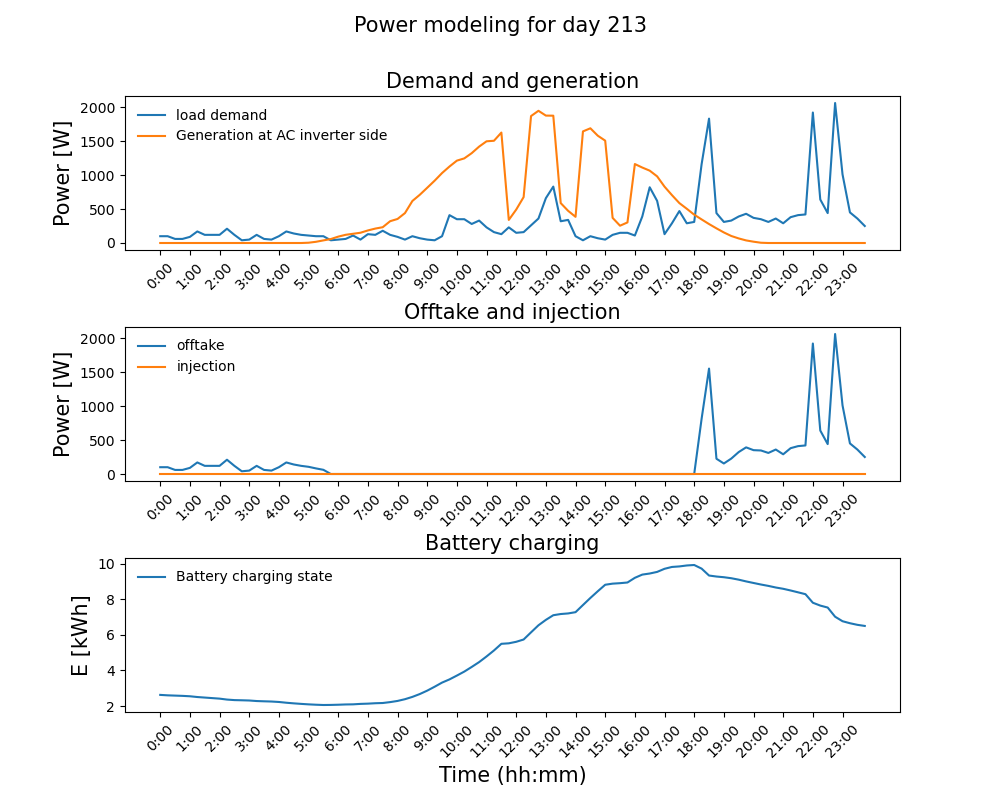 Power modeling for day 213
Demand and generation
Power [W]
2000
1500
1000
500
0
load demand
Generation at AC inverter side
0:00 1:00 2:00 3:00 4:00 5:00 6:00 7:00 8:00 9:00 10:00 11:00 12:00 13:00 14:00 15:00 16:00 17:00 18:00 19:00 20:00 21:00 22:00 23:00
Offtake and injection
Power [W]
2000
1500
1000
500
0
offtake
injection
0:00 1:00 2:00 3:00 4:00 5:00 6:00 7:00 8:00 9:00 10:00 11:00 12:00 13:00 14:00 15:00 16:00 17:00 18:00 19:00 20:00 21:00 22:00 23:00
Battery charging
E [kWh]
10
8
6
4
2
Battery charging state
0:00 1:00 2:00 3:00 4:00 5:00 6:00 7:00 8:00 9:00 10:00 11:00 12:00 13:00 14:00 15:00 16:00 17:00 18:00 19:00 20:00 21:00 22:00 23:00
Time (hh:mm)